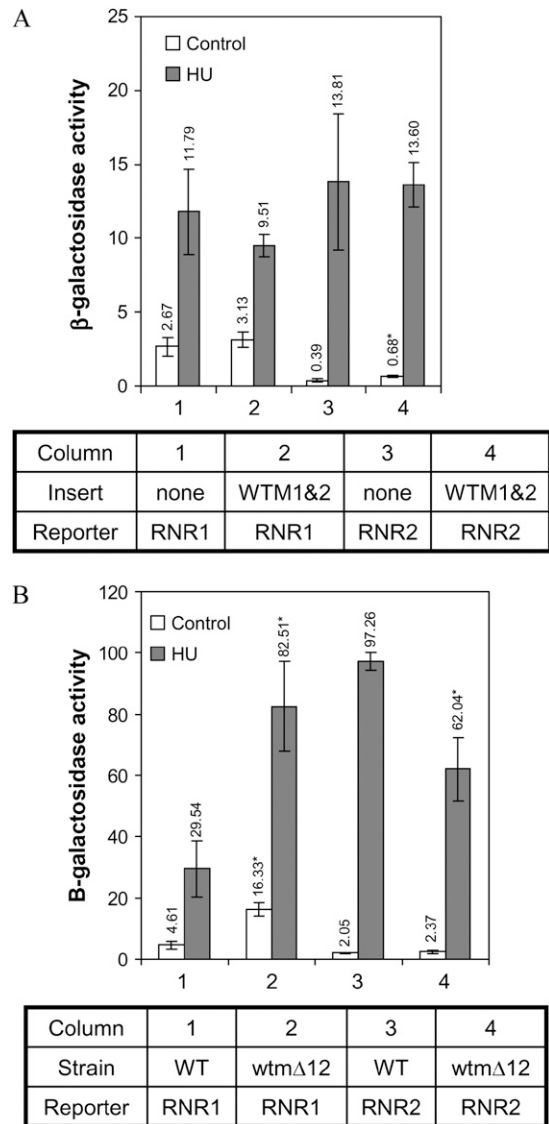 A
25
20
15
10
5
0
β-galactosidase activity
Control
HU
2.67
11.79
3.13
9.51
0.39
13.81
0.68*
13.60
1 2 3 4
Column 1 2 3 4
Insert none WTM1&2 none WTM1&2
Reporter RNR1 RNR1 RNR2 RNR2
B
120
100
80
60
40
20
0
B-galactosidase activity
Control
HU
4.61
29.54
16.33*
82.51*
2.05
97.26
2.37
62.04*
1 2 3 4
Column 1 2 3 4
Strain WT wtmΔ12 WT wtmΔ12
Reporter RNR1 RNR1 RNR2 RNR2